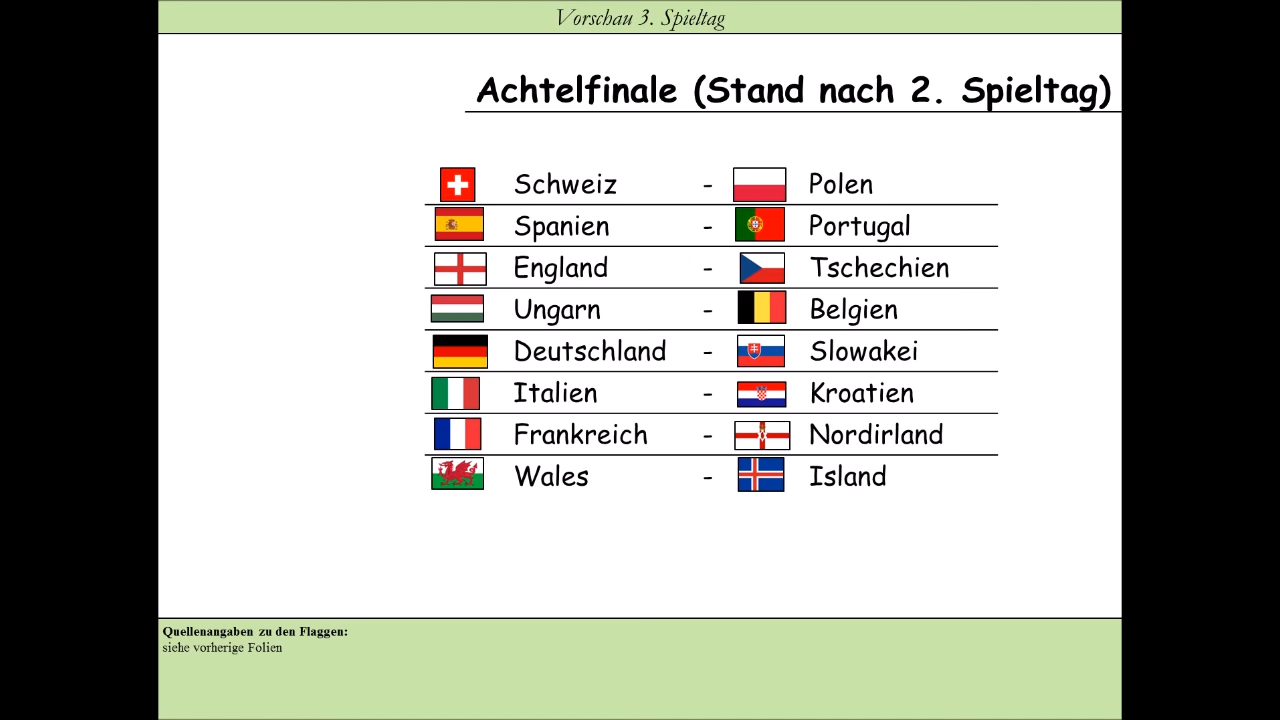 Vorschau 3. Spieltag
Achtelfinale (Stand nach 2. Spieltag)
Schweiz - Polen
Spanien - Portugal
England - Tschechien
Ungarn - Belgien
Deutschland - Slowakei
Italien - Kroatien
Frankreich - Nordirland
Wales - Island
Quellenangaben zu den Flaggen:
siehe vorherige Folien